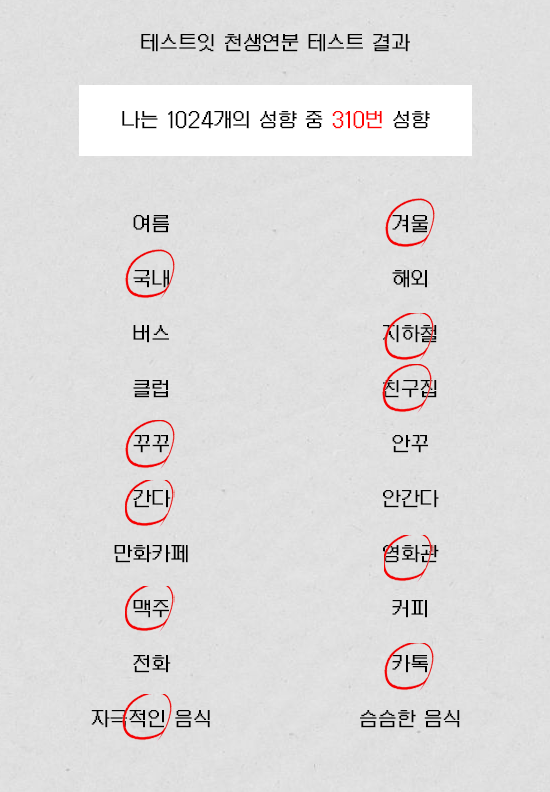 테스트잇 천생연분 테스트 결과
나는 1024개의 성향 중 310번 성향
여름 겨울
국내 해외
버스 지하철
클럽 친구집
꾸꾸 안꾸
간다 안간다
만화카페 영화관
맥주 커피
전화 카톡
자극적인 음식 슴슴한 음식